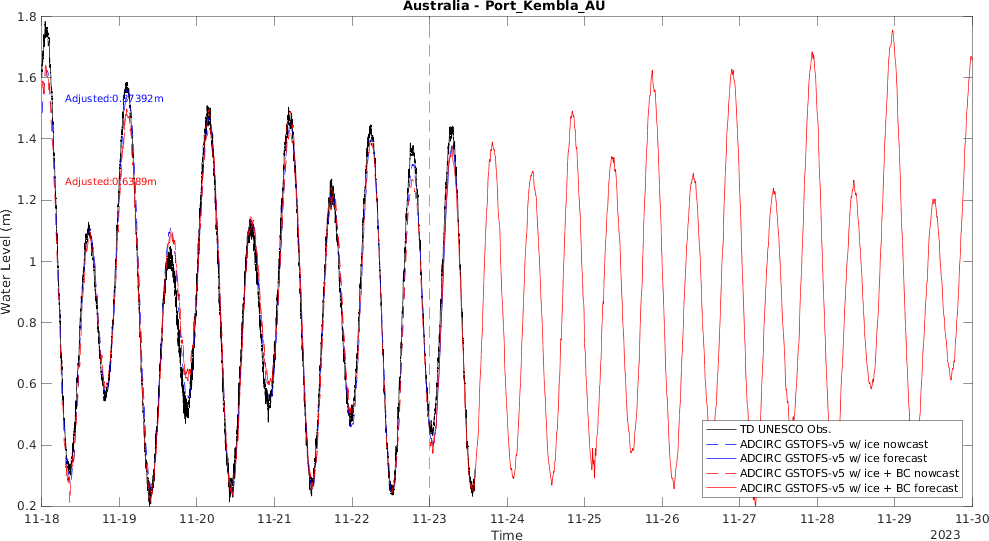 Australia - Port_Kembla_AU
Water Level (m)
1.8
1.6
1.4
1.2
1
0.8
0.6
0.4
0.2
Adjusted:0.87392m
Adjusted:0.6389m
TD UNESCO Obs.
ADCIRC GSTOFS-v5 w/ ice nowcast
ADCIRC GSTOFS-v5 w/ ice forecast
ADCIRC GSTOFS-v5 w/ ice + BC nowcast
ADCIRC GSTOFS-v5 w/ ice + BC forecast
11-18 11-19 11-20 11-21 11-22 11-23 11-24 11-25 11-26 11-27 11-28 11-29 11-30
Time
2023